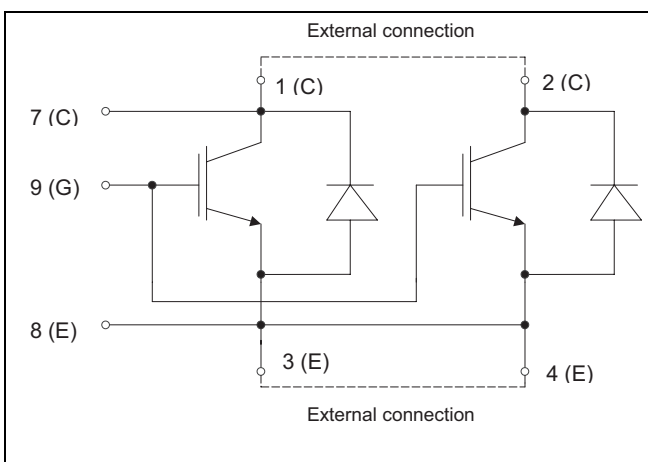 External connection
1 (C)
2 (C)
7 (C)
9 (G)
8 (E)
3 (E)
4 (E)
External connection